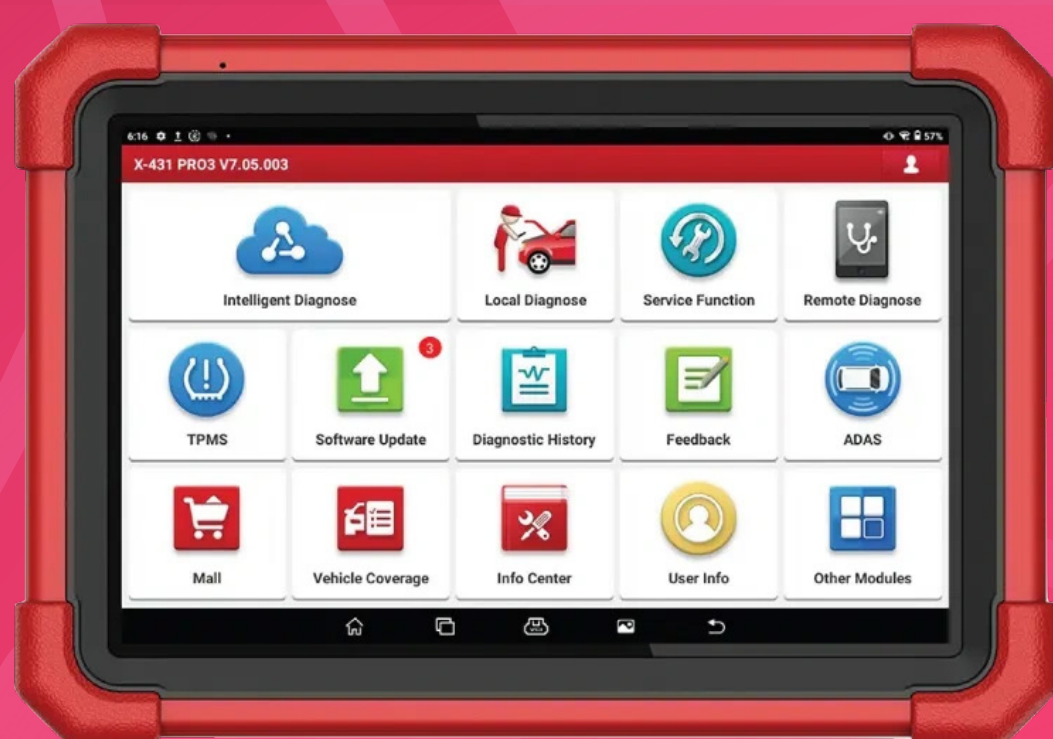 6:16
57%
X-431 PRO3 V7.05.003
Intelligent Diagnose
Local Diagnose
Service Function
Remote Diagnose
3
TPMS
Software Update
Diagnostic History
Feedback
ADAS
Mall
Vehicle Coverage
Info Center
User Info
Other Modules